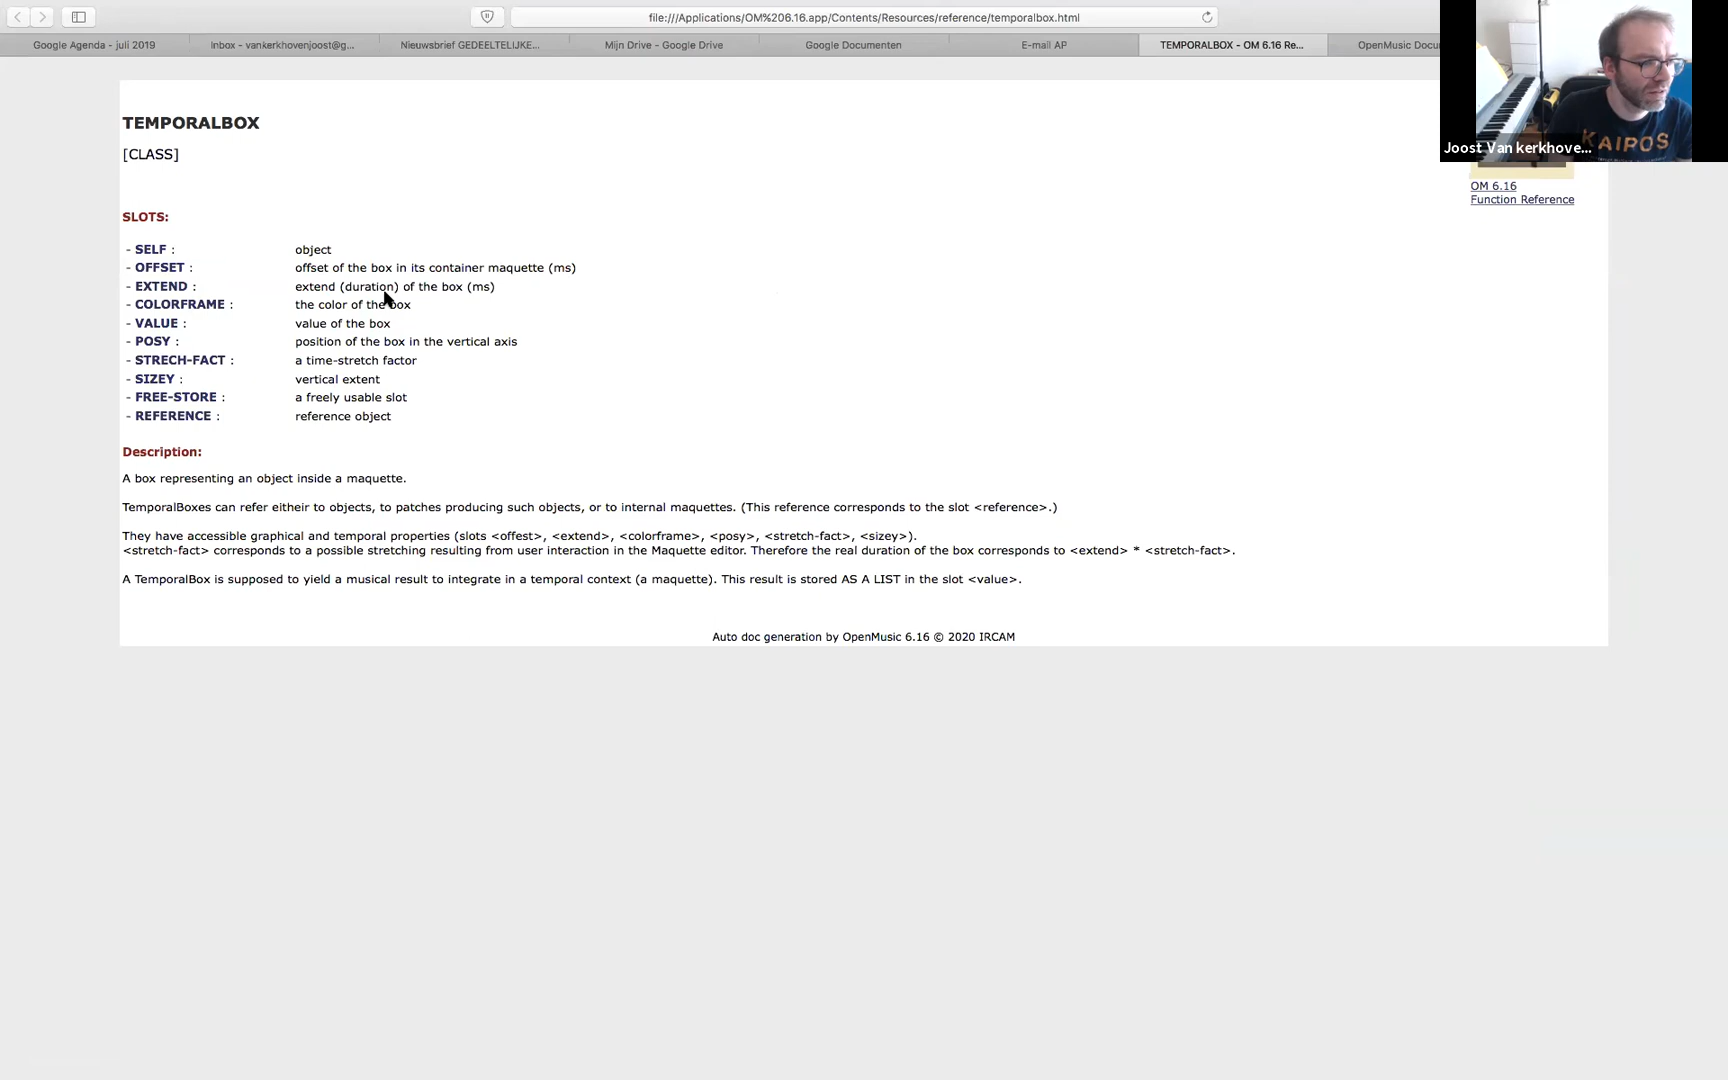 file:///Applications/OM%206.16.app/Contents/Resources/reference/temporalbox.html
Google Agenda - juli 2019
Inbox - vankerkhovenjoost@g...
Nieuwsbrief GEDEELTELIJKE...
Mijn Drive - Google Drive
Google Documenten
E-mail AP
TEMPORALBOX - OM 6.16 Re...
OpenMusic Docu
KAIPOS
Joost Van kerkhove...
TEMPORALBOX
[CLASS]
OM 6.16
Function Reference
SLOTS:
- SELF : object
- OFFSET : offset of the box in its container maquette (ms)
- EXTEND : extend (duration) of the box (ms)
- COLORFRAME : the color of the box
- VALUE : value of the box
- POSY : position of the box in the vertical axis
- STRECH-FACT : a time-stretch factor
- SIZEY : vertical extent
- FREE-STORE : a freely usable slot
- REFERENCE : reference object
Description:
A box representing an object inside a maquette.
TemporalBoxes can refer eitheir to objects, to patches producing such objects, or to internal maquettes. (This reference corresponds to the slot <reference>.)
They have accessible graphical and temporal properties (slots <offest>, <extend>, <colorframe>, <posy>, <stretch-fact>, <sizey>).
<stretch-fact> corresponds to a possible stretching resulting from user interaction in the Maquette editor. Therefore the real duration of the box corresponds to <extend> * <stretch-fact>.
A TemporalBox is supposed to yield a musical result to integrate in a temporal context (a maquette). This result is stored AS A LIST in the slot <value>.
Auto doc generation by OpenMusic 6.16 © 2020 IRCAM